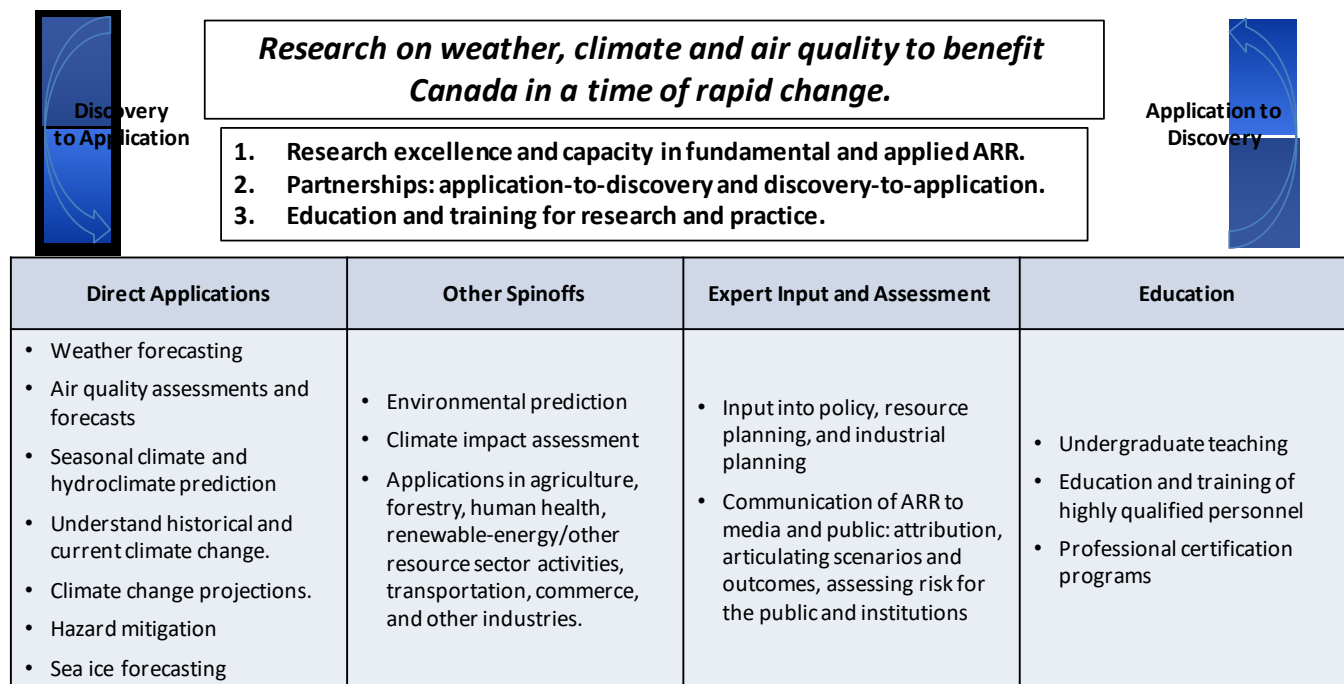 Research on weather, climate and air quality to benefit
Canada in a time of rapid change.
Discovery
to Application
Application to
Discovery
1. Research excellence and capacity in fundamental and applied ARR.
2. Partnerships: application-to-discovery and discovery-to-application.
3. Education and training for research and practice.
Direct Applications
Other Spinoffs
Expert Input and Assessment
Education
• Weather forecasting
• Air quality assessments and
forecasts
• Seasonal climate and
hydroclimate prediction
• Understand historical and
current climate change.
• Climate change projections.
• Hazard mitigation
• Sea ice forecasting
• Environmental prediction
• Climate impact assessment
• Applications in agriculture,
forestry, human health,
renewable-energy/other
resource sector activities,
transportation, commerce,
and other industries.
• Input into policy, resource
planning, and industrial
planning
• Communication of ARR to
media and public: attribution,
articulating scenarios and
outcomes, assessing risk for
the public and institutions
• Undergraduate teaching
• Education and training of
highly qualified personnel
• Professional certification
programs